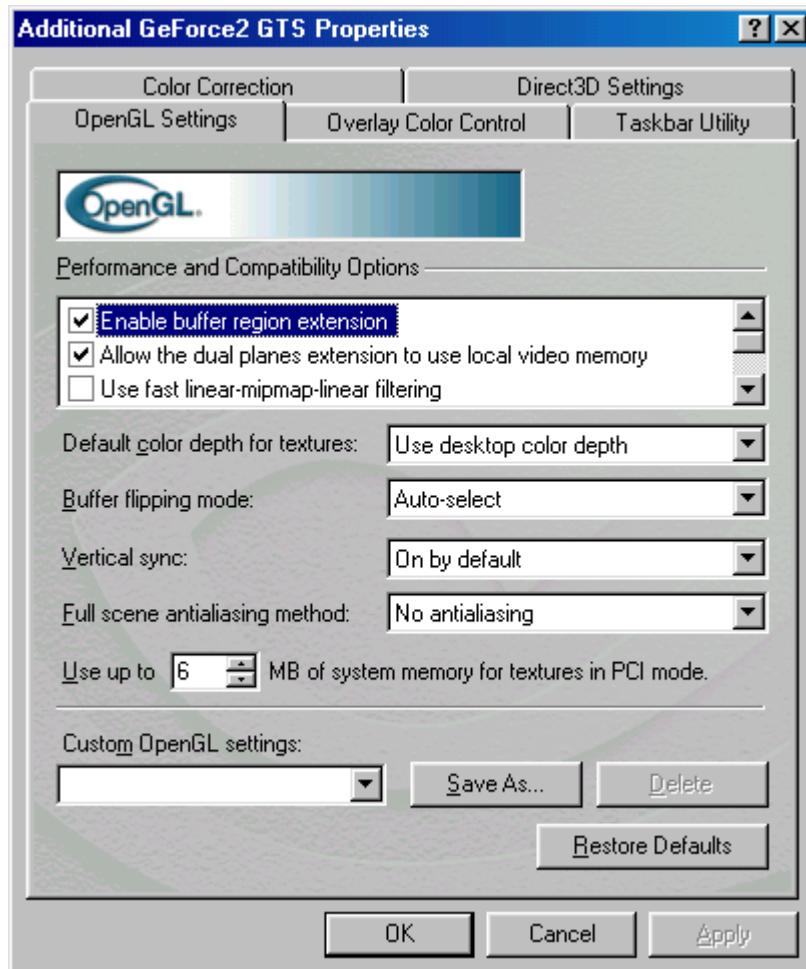 Additional GeForce2 GTS Properties
Color Correction Direct3D Settings
OpenGL Settings Overlay Color Control Taskbar Utility
OpenGL.
Performance and Compatibility Options
Enable buffer region extension
Allow the dual planes extension to use local video memory
Use fast linear-mipmap-linear filtering
Default color depth for textures: Use desktop color depth
Buffer flipping mode: Auto-select
Vertical sync: On by default
Full scene antialiasing method: No antialiasing
Use up to 6 MB of system memory for textures in PCI mode.
Custom OpenGL settings:
Save As... Delete
Restore Defaults
OK Cancel Apply